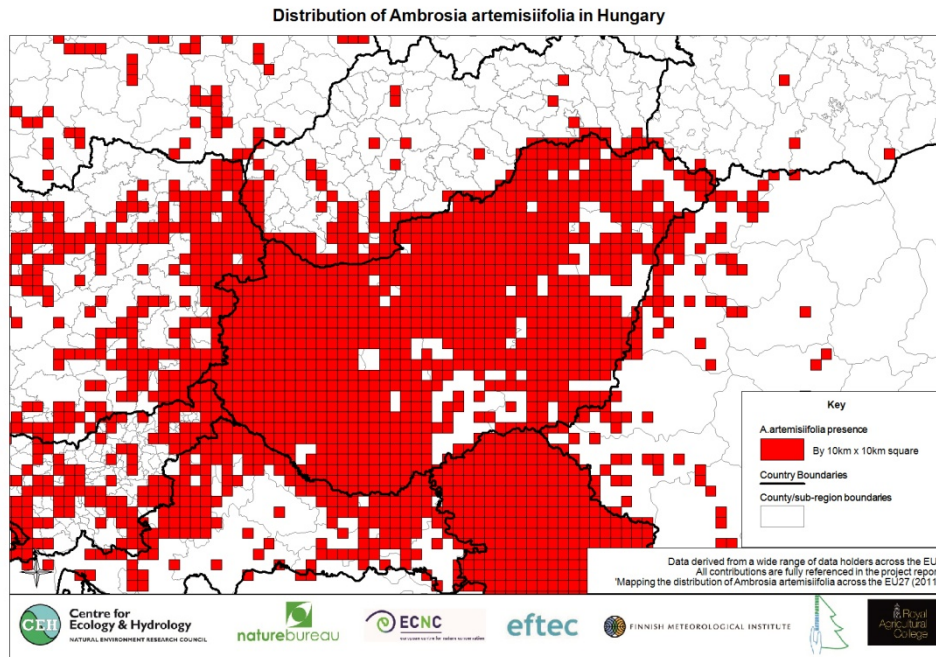 Distribution of Ambrosia artemisiifolia in Hungary
Key
A.artemisiifolia presence
By 10km x 10km square
Country Boundaries
County/sub-region boundaries
Data derived from a wide range of data holders across the EU
All contributions are fully referenced in the project repor
'Mapping the distribution of Ambrosia artemisiifolia across the EU27 (2011
CEH
Centre for
Ecology & Hydrology
NATURAL ENVIRONMENT RESEARCH COUNCIL
naturebureau
ECNC
eftec
FINNISH METEOROLOGICAL INSTITUTE
Royal
Agricultural
College